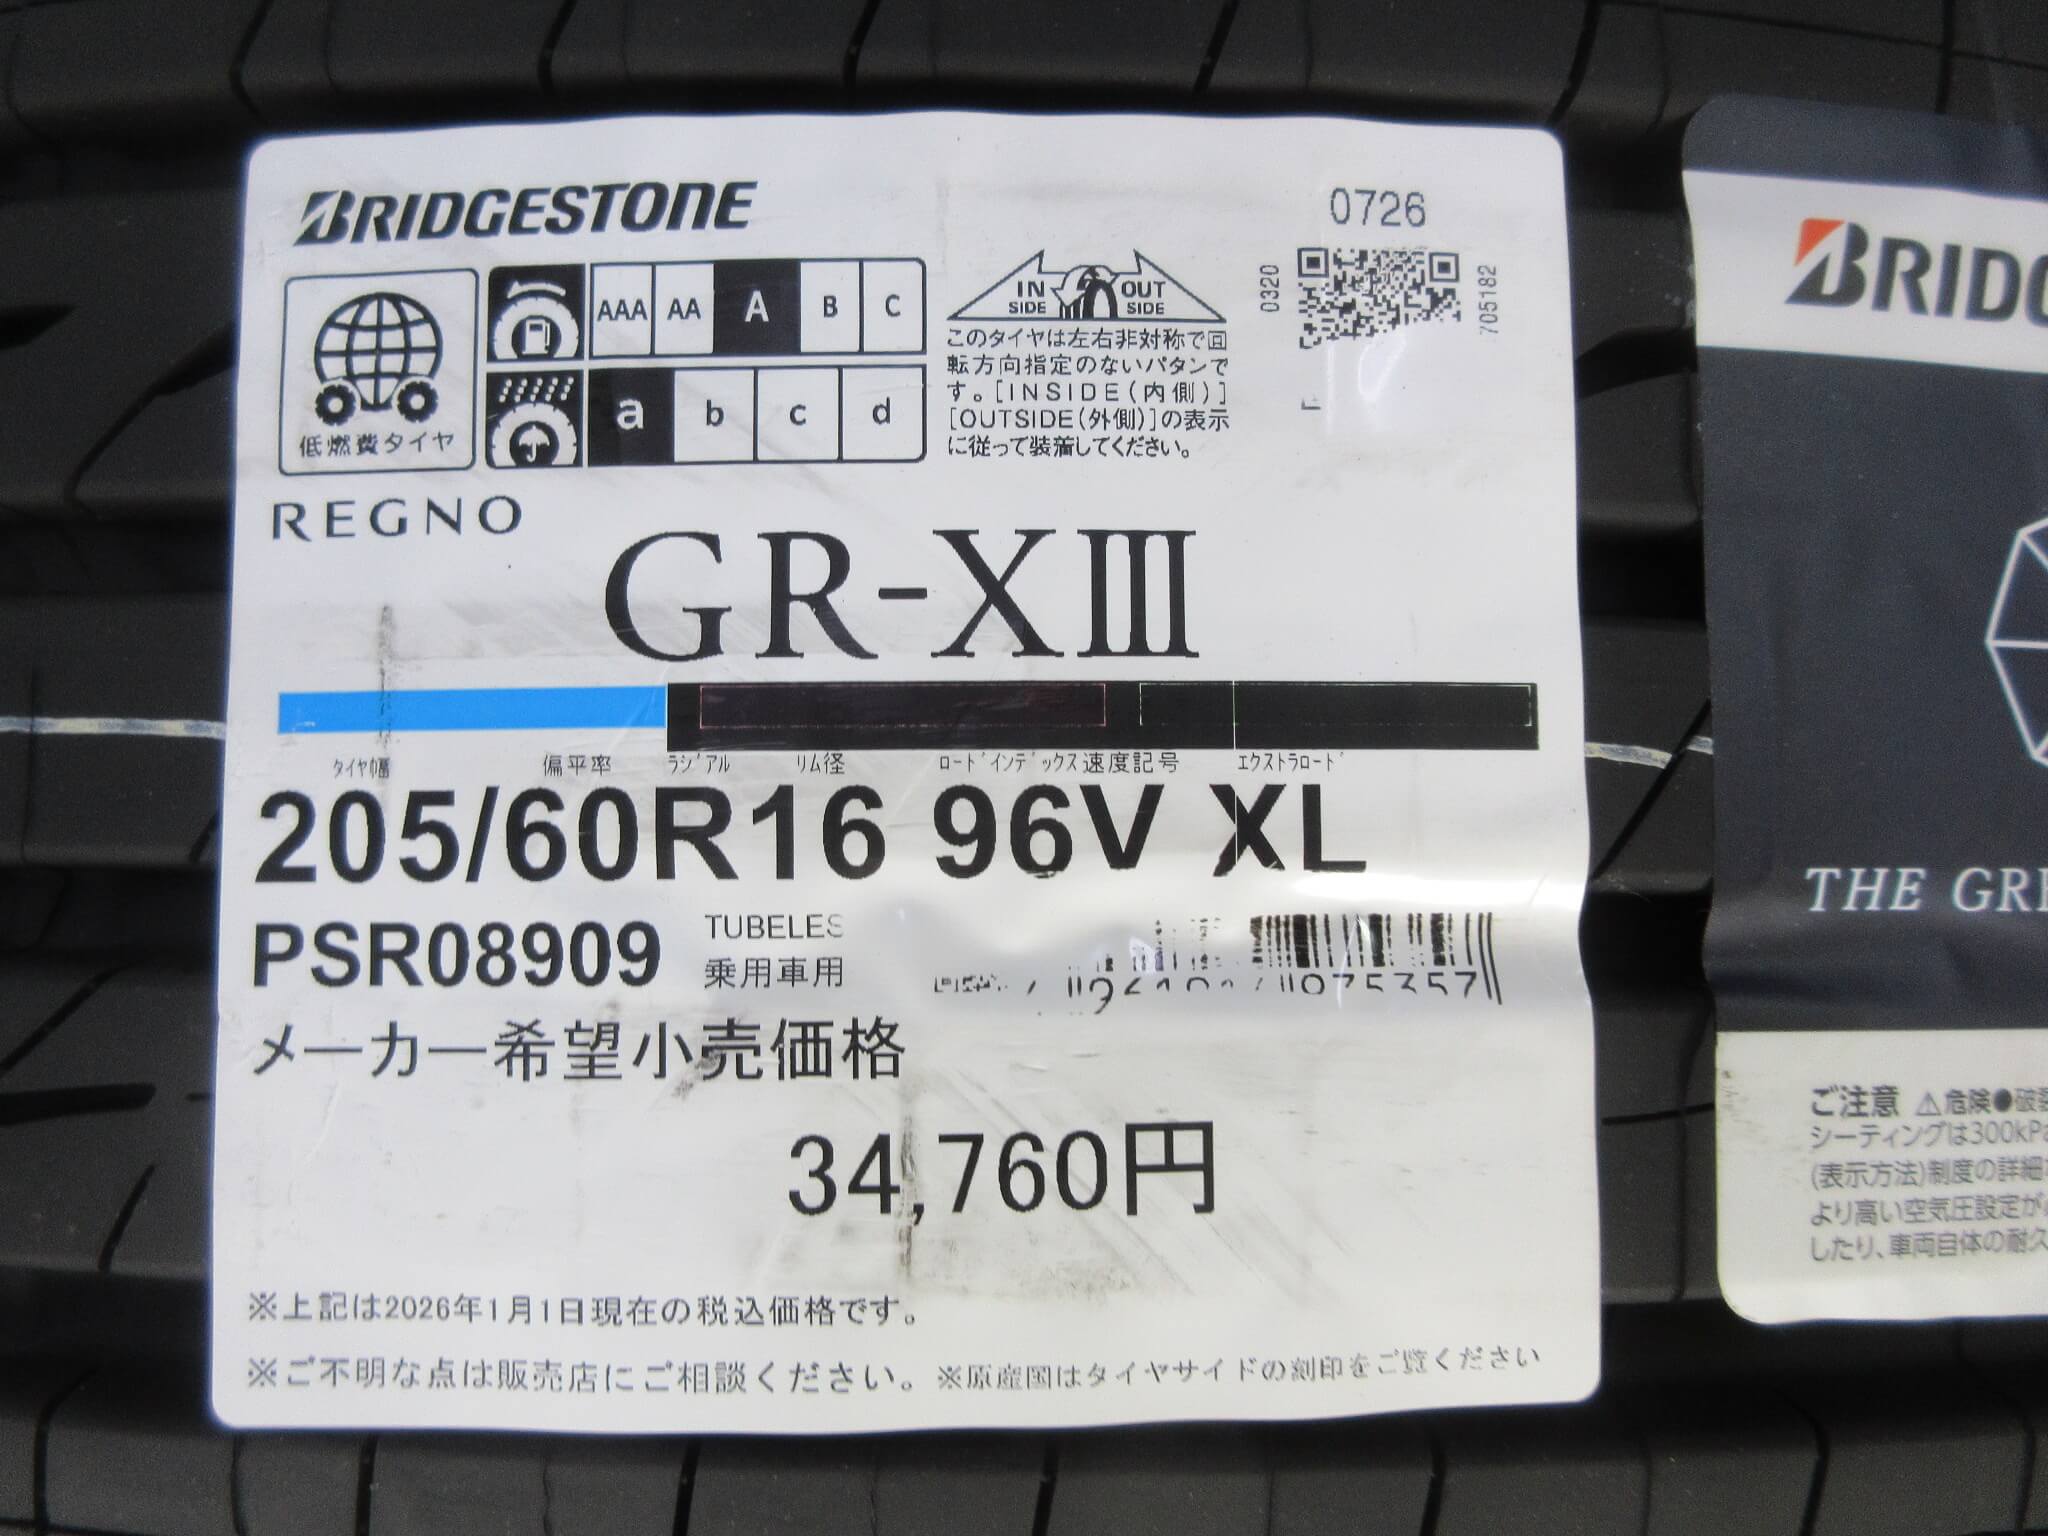 BRIDGESTONE
低燃費タイヤ
AAA AA A B C
a b c d
IN SIDE OUT SIDE
このタイヤは左右非対称で回
転方向指定のないパタンで
す。[INSIDE(内側)]
[OUTSIDE(外側)]の表示
に従って装着してください。
0726
0320
705182
REGNO
GR-XIII
タイヤ幅 偏平率 ラジアル リム径 ロードインデックス 速度記号 エクストラロード
205/60R16 96V XL
PSR08909
TUBELES
乗用車用
メーカー希望小売価格
34,760円
※上記は2026年1月1日現在の税込価格です。
※ご不明な点は販売店にご相談ください。 ※原産国はタイヤサイドの刻印をご覧ください
BRIDG
THE GRE
ご注意 ⚠危険●破裂
シーティングは300kPa
(表示方法)制度の詳細
より高い空気圧設定が
したり、車両自体の耐久